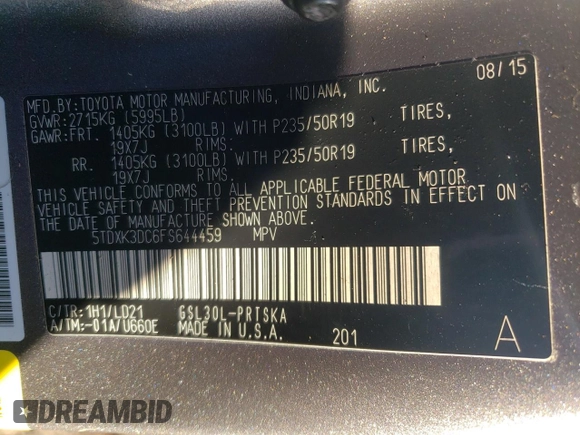 MFD.BY:TOYOTA MOTOR MANUFACTURING, INDIANA, INC. 08/15
GVWR:2715KG (5995LB)
GAWR:FRT. 1405KG (3100LB) WITH P235/50R19 TIRES,
19X7J RIMS.
RR. 1405KG (3100LB) WITH P235/50R19 TIRES,
19X7J RIMS.
THIS VEHICLE CONFORMS TO ALL APPLICABLE FEDERAL MOTOR
VEHICLE SAFETY AND THEFT PREVENTION STANDARDS IN EFFECT ON
THE DATE OF MANUFACTURE SHOWN ABOVE.
5TDXK3DC6FS644459 MPV
C/TR:1H1/LD21 GSL30L-PRTSKA
A/TM:-01A/U660E MADE IN U.S.A. 201 A
DREAMBID